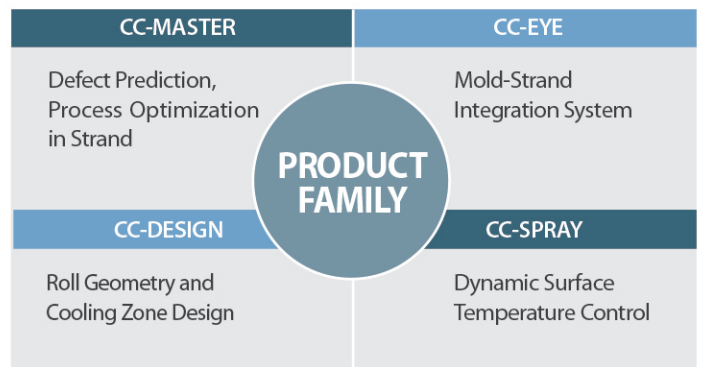 CC-MASTER
Defect Prediction,
Process Optimization
in Strand
CC-EYE
Mold-Strand
Integration System
PRODUCT
FAMILY
CC-DESIGN
Roll Geometry and
Cooling Zone Design
CC-SPRAY
Dynamic Surface
Temperature Control